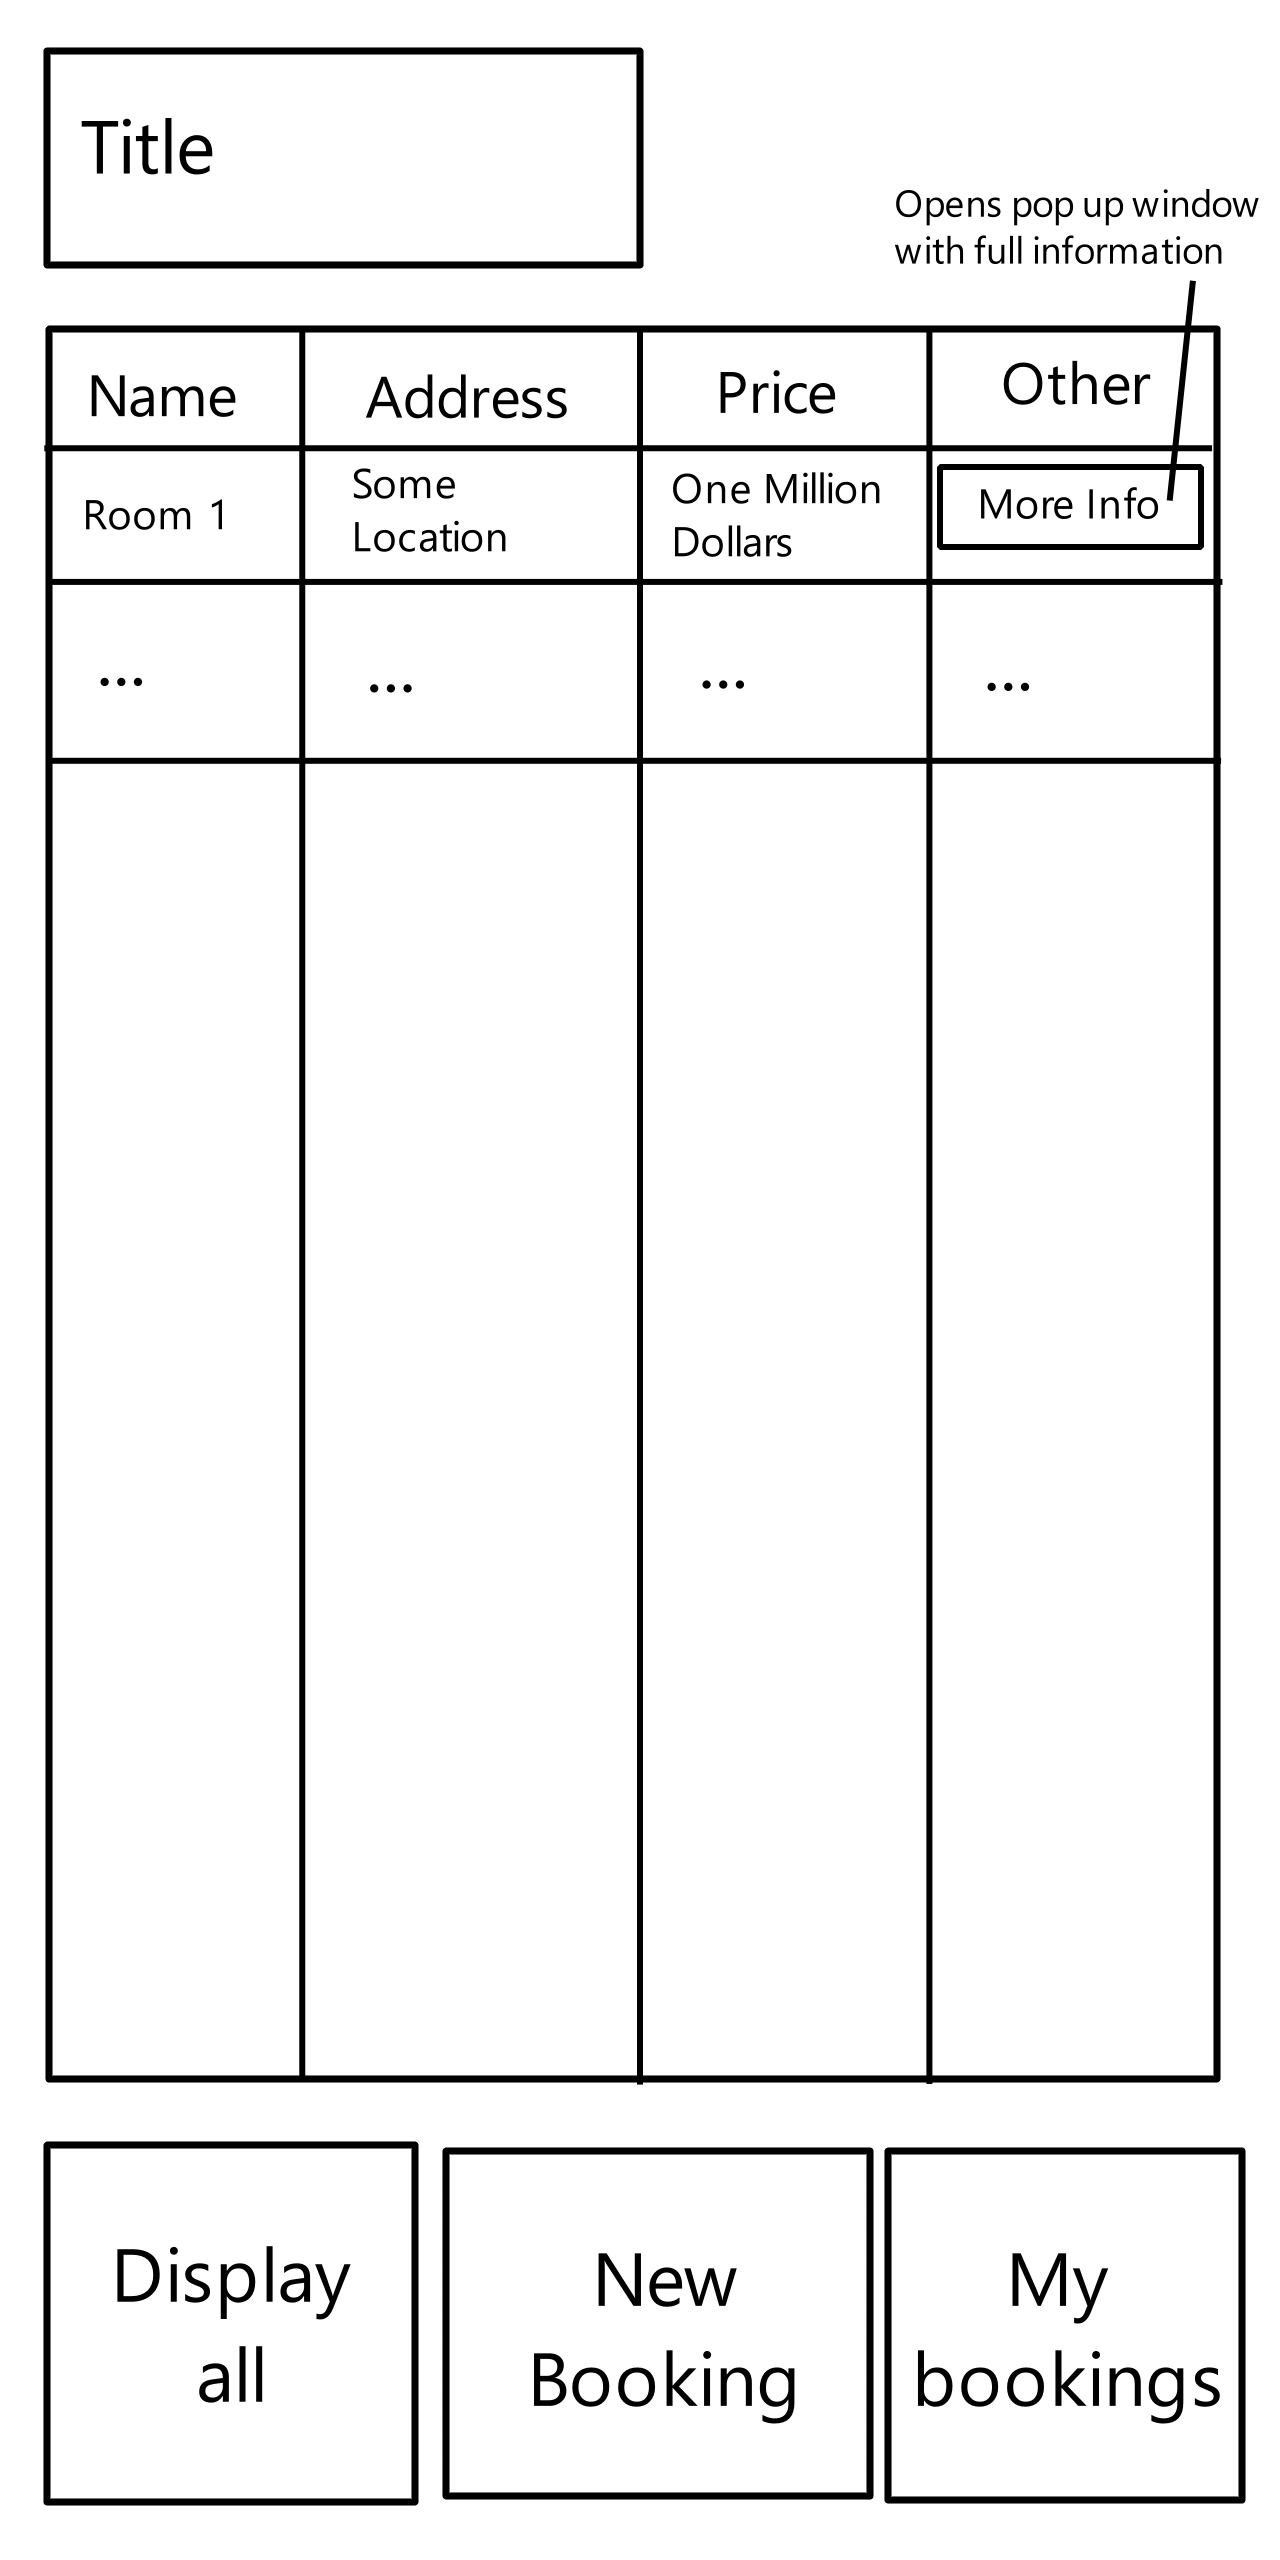 Title
Opens pop up window
with full information
Name Address Price Other
Room 1
Some
Location
One Million
Dollars
More Info
... ... ... ...
Display
all
New
Booking
My
bookings